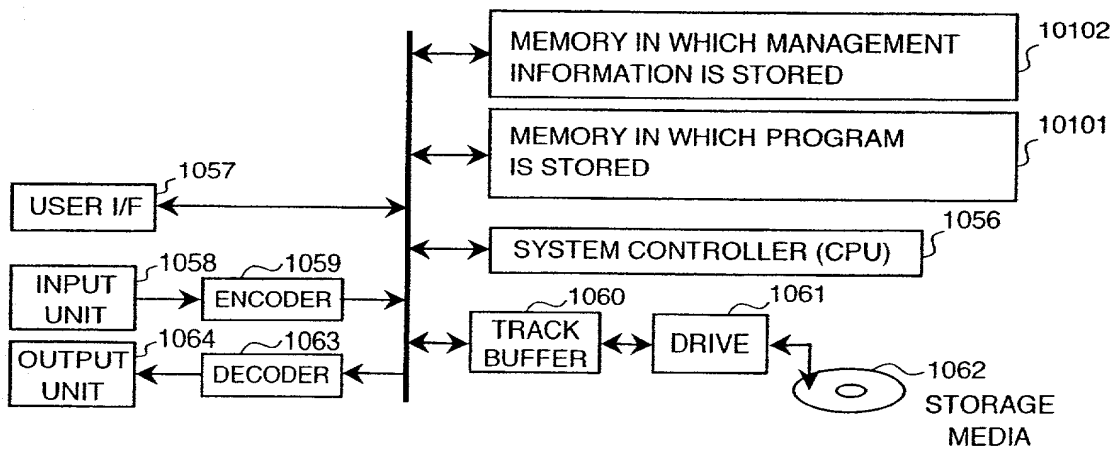 10102
MEMORY IN WHICH MANAGEMENT
INFORMATION IS STORED
10101
MEMORY IN WHICH PROGRAM
IS STORED
1057
USER I/F
1056
SYSTEM CONTROLLER (CPU)
1058
INPUT
UNIT
1059
ENCODER
1060
TRACK
BUFFER
1061
DRIVE
1064
OUTPUT
UNIT
1063
DECODER
1062
STORAGE
MEDIA